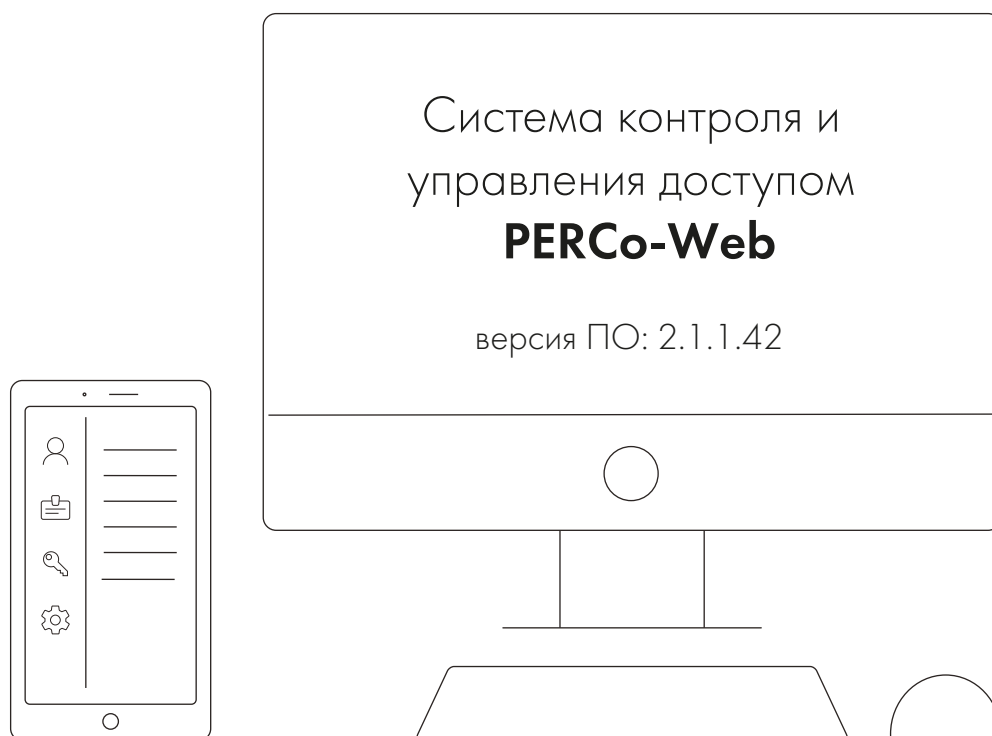 Система контроля и
управления доступом
PERCo-Web
версия ПО: 2.1.1.42